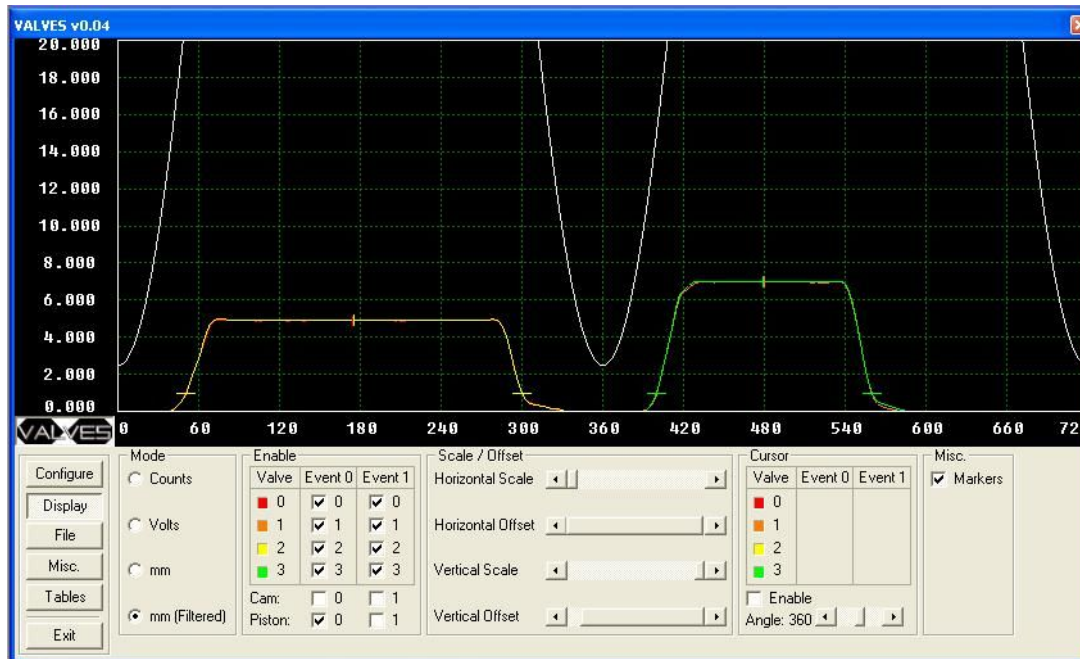 VALVES v0.04
20.000
18.000
16.000
14.000
12.000
10.000
8.000
6.000
4.000
2.000
0.000
VALVES
0 60 120 180 240 300 360 420 480 540 600 660 72
Configure
Display
File
Misc.
Tables
Exit
Mode
Counts
Volts
mm
mm (Filtered)
Enable
Valve Event 0 Event 1
0 0 0
1 1 1
2 2 2
3 3 3
Cam: 0 1
Piston: 0 1
Scale / Offset
Horizontal Scale
Horizontal Offset
Vertical Scale
Vertical Offset
Cursor
Valve Event 0 Event 1
0
1
2
3
Enable
Angle: 360
Misc.
Markers